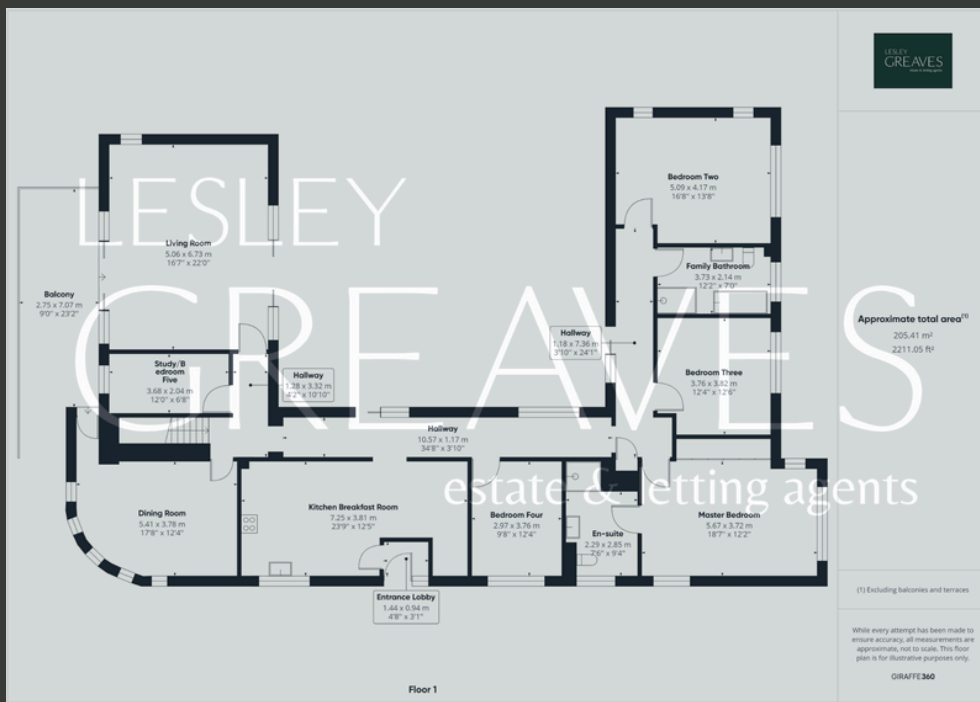 LESLEY
GREAVES
estate & letting agents
LESLEY
GREAVES
estate & letting agents
Bedroom Two
5.09 x 4.17 m
16'8" x 13'8"
Living Room
5.06 x 6.73 m
16'7" x 22'0"
Family Bathroom
3.73 x 2.14 m
12'2" x 7'0"
Balcony
2.75 x 7.07 m
9'0" x 23'2"
Approximate total area(1)
205.41 m²
2211.05 ft²
Hallway
1.18 x 7.36 m
3'10" x 24'1"
Study/B
edroom
Five
3.68 x 2.04 m
12'0" x 6'8"
Hallway
1.28 x 3.32 m
4'2" x 10'10"
Bedroom Three
3.76 x 3.82 m
12'4" x 12'6"
Hallway
10.57 x 1.17 m
34'8" x 3'10"
Dining Room
5.41 x 3.78 m
17'8" x 12'4"
Kitchen Breakfast Room
7.25 x 3.81 m
23'9" x 12'5"
Bedroom Four
2.97 x 3.76 m
9'8" x 12'4"
En-suite
2.29 x 2.85 m
7'6" x 9'4"
Master Bedroom
5.67 x 3.72 m
18'7" x 12'2"
Entrance Lobby
1.44 x 0.94 m
4'8" x 3'1"
(1) Excluding balconies and terraces
While every attempt has been made to
ensure accuracy, all measurements are
approximate, not to scale. This floor
plan is for illustrative purposes only.
GIRAFFE360
Floor 1